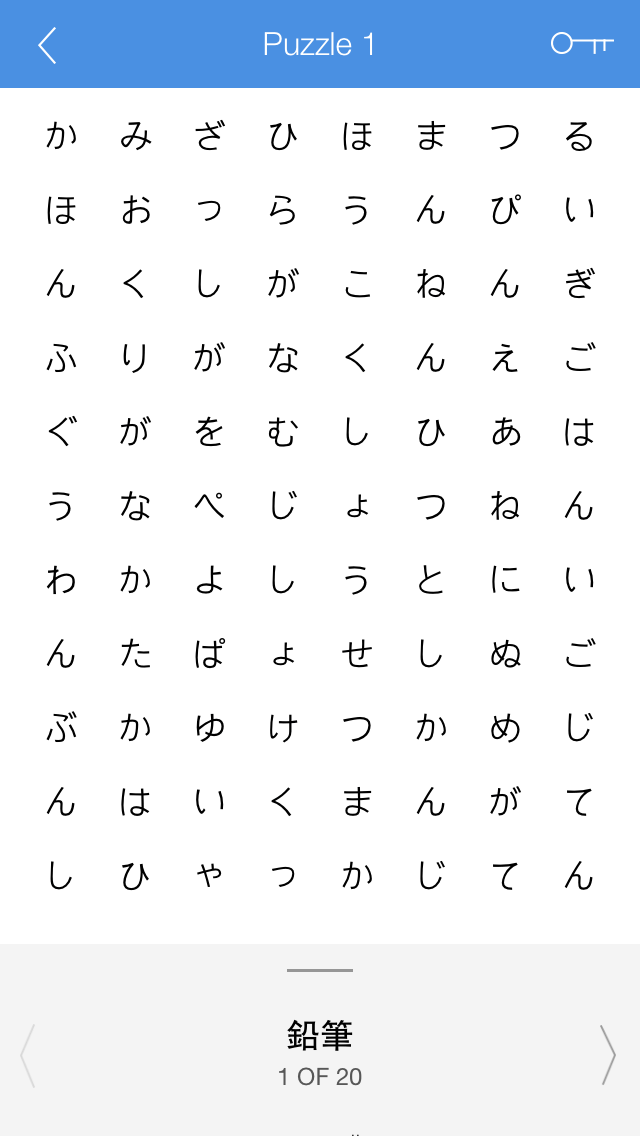 Puzzle 1
か み ざ ひ ほ ま つ る
ほ お っ ら う ん ぴ い
ん く し が こ ね ん ぎ
ふ り が な く ん え ご
ぐ が を む し ひ あ は
う な ぺ じ ょ つ ね ん
わ か よ し う と に い
ん た ぱ ょ せ し ぬ ご
ぶ か ゆ け つ か め じ
ん は い く ま ん が て
し ひ ゃ っ か じ て ん
鉛筆
1 OF 20